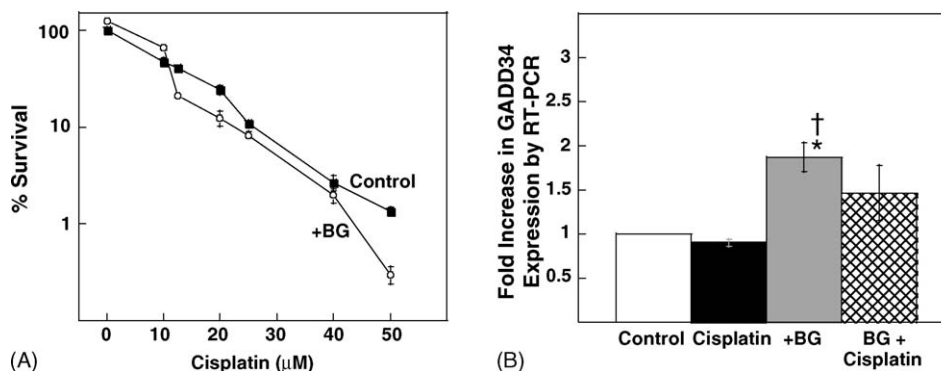 % Survival
100
10
1
Control
+BG
0 10 20 30 40 50
Cisplatin (μM)
(A)
Fold Increase in GADD34
Expression by RT-PCR
3
2.5
2
1.5
1
0.5
†
*
Control Cisplatin +BG BG +
Cisplatin
(B)